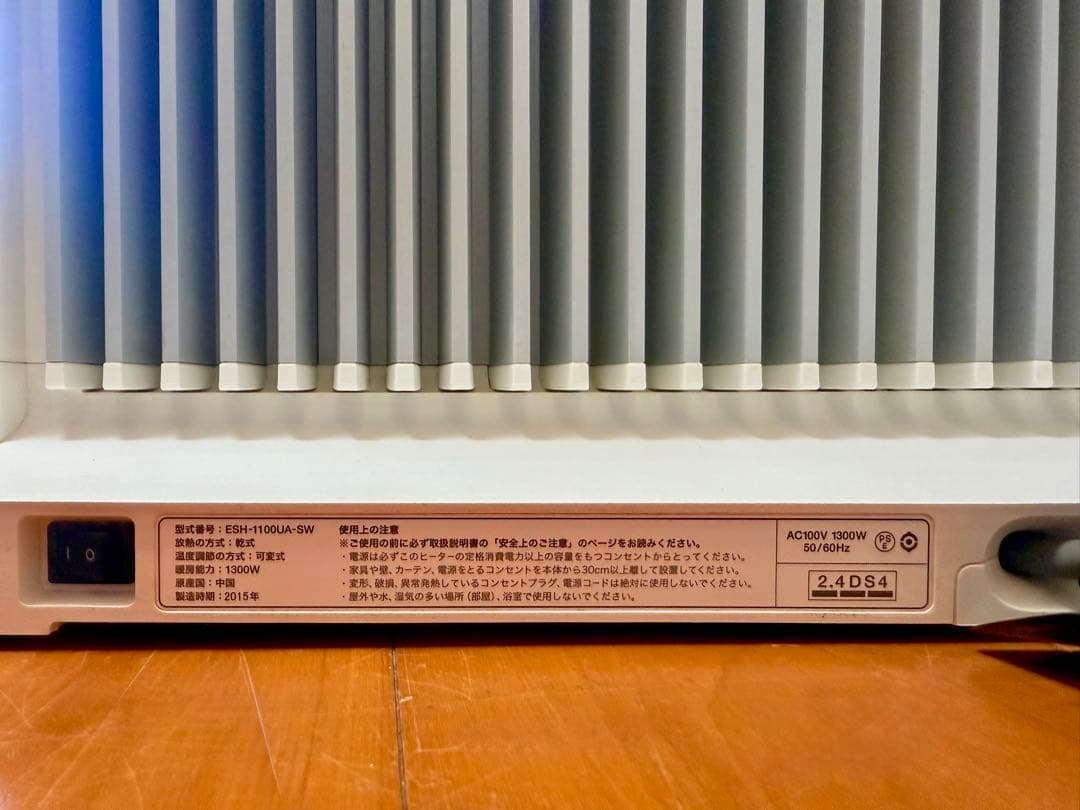 型式番号：ESH-1100UA-SW
放熱の方式：乾式
温度調節の方式：可変式
暖房能力：1300W
原産国：中国
製造時期：2015年
使用上の注意
※ご使用の前に必ず取扱説明書の「安全上のご注意」のページをお読みください。
・電源は必ずこのヒーターの定格消費電力以上の容量をもつコンセントからとってください。
・家具や壁、カーテン、電源をとるコンセントを本体から30cm以上離して設置してください。
・変形、破損、異常発熱しているコンセントプラグ、電源コードは絶対に使用しないでください。
・屋外や水、湿気の多い場所（部屋）、浴室で使用しないでください。
AC100V 1300W
50/60Hz
PS
E
2.4DS4
I O